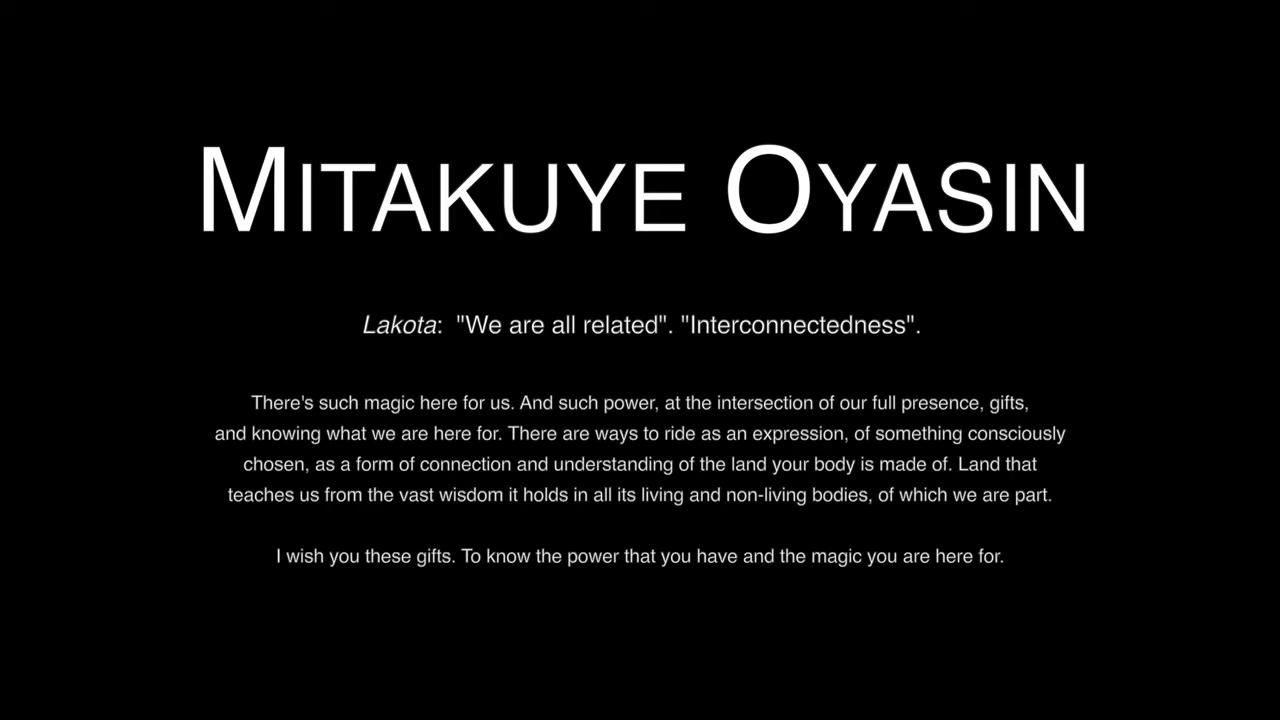 MITAKUYE OYASIN
Lakota: "We are all related". "Interconnectedness".
There's such magic here for us. And such power, at the intersection of our full presence, gifts,
and knowing what we are here for. There are ways to ride as an expression, of something consciously
chosen, as a form of connection and understanding of the land your body is made of. Land that
teaches us from the vast wisdom it holds in all its living and non-living bodies, of which we are part.
I wish you these gifts. To know the power that you have and the magic you are here for.